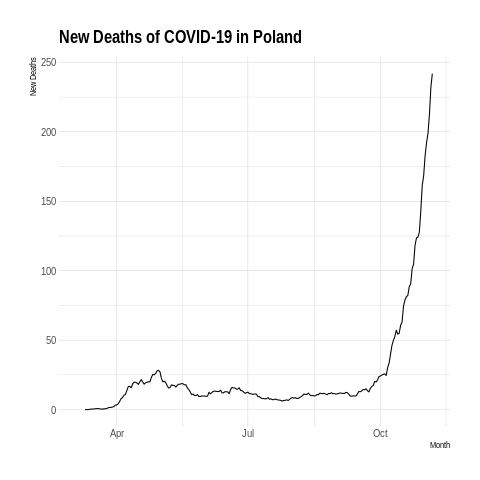 New Deaths of COVID-19 in Poland
New Deaths
250
200
150
100
50
0
Apr
Jul
Oct
Month